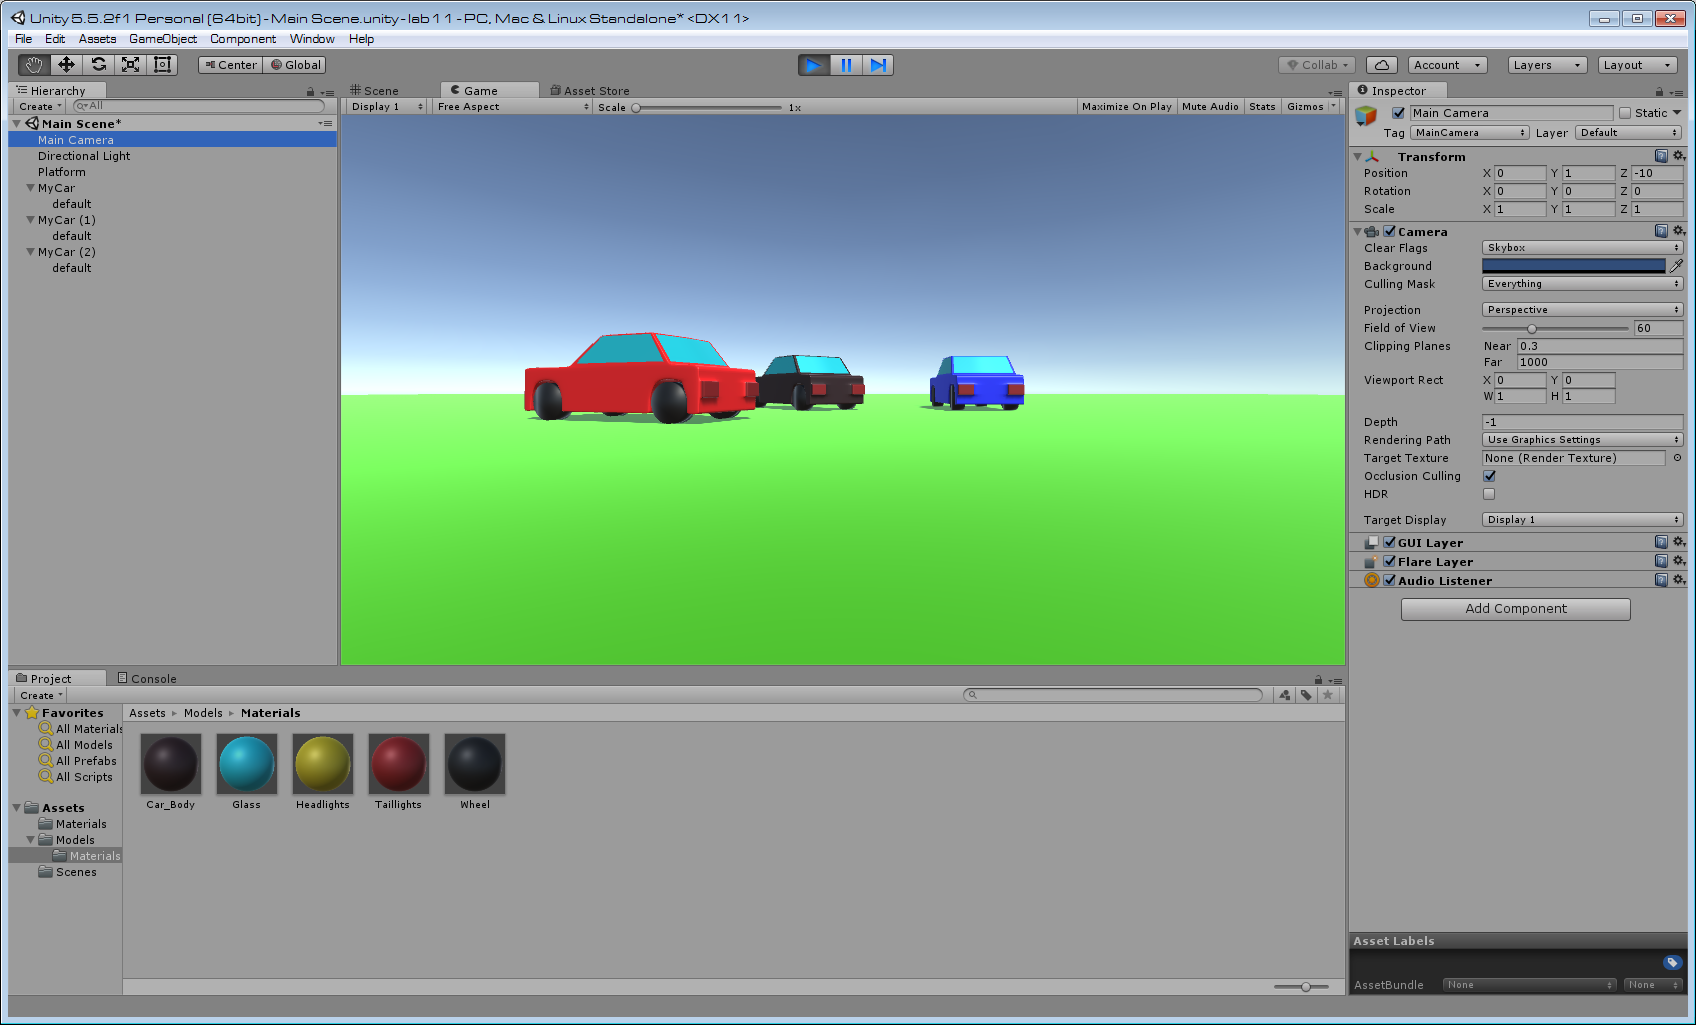 Unity 5.5.2f1 Personal (64bit) - Main Scene.unity - lab11 - PC, Mac & Linux Standalone* <DX11>
File Edit Assets GameObject Component Window Help
Center Global Collab Account Layers Layout
Hierarchy
Create All
Main Scene*
Main Camera
Directional Light
Platform
MyCar
default
MyCar (1)
default
MyCar (2)
default
Scene Game Asset Store
Display 1 Free Aspect Scale 1x Maximize On Play Mute Audio Stats Gizmos
Inspector
Main Camera Static
Tag MainCamera Layer Default
Transform
Position X 0 Y 1 Z -10
Rotation X 0 Y 0 Z 0
Scale X 1 Y 1 Z 1
Camera
Clear Flags Skybox
Background
Culling Mask Everything
Projection Perspective
Field of View 60
Clipping Planes Near 0.3
Far 1000
Viewport Rect X 0 Y 0
W 1 H 1
Depth -1
Rendering Path Use Graphics Settings
Target Texture None (Render Texture)
Occlusion Culling
HDR
Target Display Display 1
GUI Layer
Flare Layer
Audio Listener
Add Component
Project Console
Create
Favorites
All Materials
All Models
All Prefabs
All Scripts
Assets
Materials
Models
Materials
Scenes
Assets Models Materials
Car_Body Glass Headlights Taillights Wheel
Asset Labels
AssetBundle None None